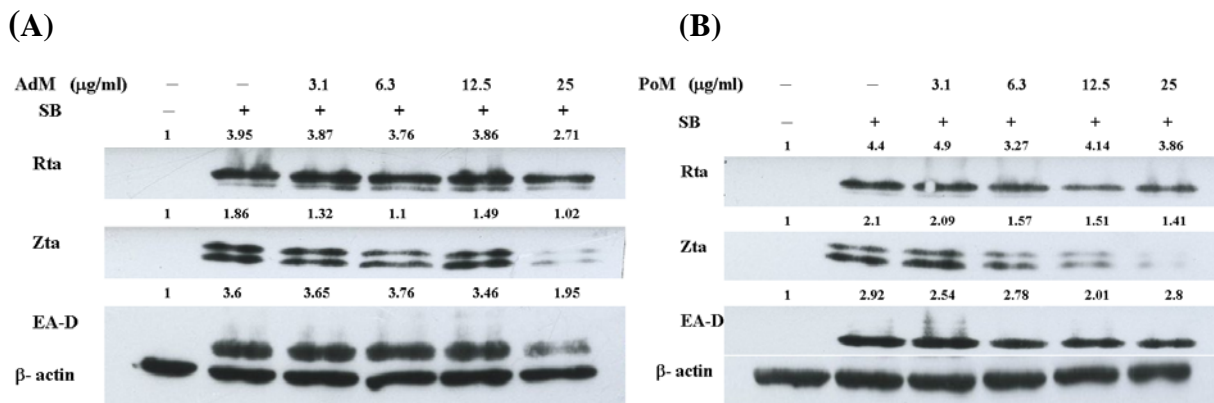 (A)
AdM (μg/ml) – – 3.1 6.3 12.5 25
SB – + + + + +
1 3.95 3.87 3.76 3.86 2.71
Rta
1 1.86 1.32 1.1 1.49 1.02
Zta
1 3.6 3.65 3.76 3.46 1.95
EA-D
β- actin
(B)
PoM (μg/ml) – – 3.1 6.3 12.5 25
SB – + + + + +
1 4.4 4.9 3.27 4.14 3.86
Rta
1 2.1 2.09 1.57 1.51 1.41
Zta
1 2.92 2.54 2.78 2.01 2.8
EA-D
β- actin